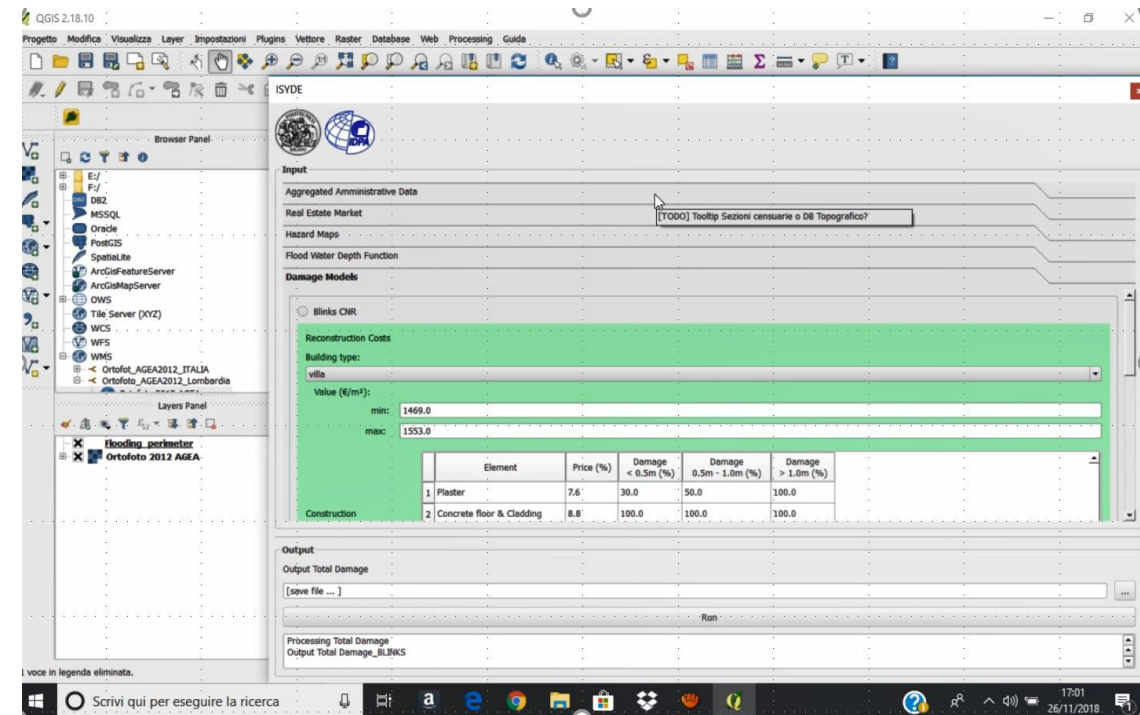 QGIS 2.18.10
Progetto Modifica Visualizza Layer Impostazioni Plugins Vettore Raster Database Web Processing Guida
ISYDE
IDPA
Browser Panel
E:/
F:/
DB2
MSSQL
Oracle
PostGIS
SpatiaLite
ArcGisFeatureServer
ArcGisMapServer
OWS
Tile Server (XYZ)
WCS
WFS
WMS
Ortofot_AGEA2012_ITALIA
Ortofoto_AGEA2012_Lombardia
Layers Panel
Flooding_perimeter
Ortofoto 2012 AGEA
Input
Aggregated Amministrative Data
[TODO] Tooltip Sezioni censuarie o DB Topografico?
Real Estate Market
Hazard Maps
Flood Water Depth Function
Damage Models
Blinks CNR
Reconstruction Costs
Building type:
villa
Value (€/m²):
min: 1469.0
max: 1553.0
Element Price (%) Damage < 0.5m (%) Damage 0.5m - 1.0m (%) Damage > 1.0m (%)
1 Plaster 7.6 30.0 50.0 100.0
Construction 2 Concrete floor & Cladding 8.8 100.0 100.0 100.0
Output
Output Total Damage
[save file ... ]
...
Run
Processing Total Damage
Output Total Damage_BLINKS
1 voce in legenda eliminata.
Scrivi qui per eseguire la ricerca
17:01
26/11/2018